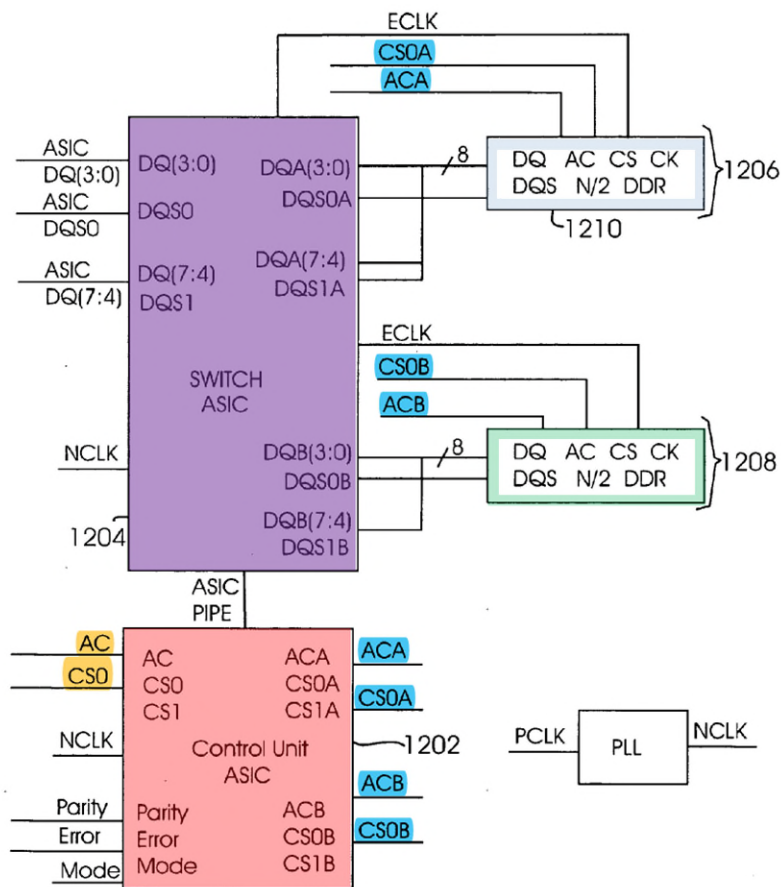 ECLK
CS0A
ACA
ASIC
DQ(3:0)
DQ(3:0)
DQA(3:0)
8
DQ AC CS CK
DQS N/2 DDR
1206
1210
ASIC
DQS0
DQS0
DQS0A
ASIC
DQ(7:4)
DQ(7:4)
DQS1
DQA(7:4)
DQS1A
ECLK
CS0B
ACB
SWITCH
ASIC
NCLK
DQB(3:0)
DQS0B
8
DQ AC CS CK
DQS N/2 DDR
1208
DQB(7:4)
DQS1B
1204
ASIC
PIPE
AC
CS0
AC
CS0
CS1
ACA
CS0A
CS1A
ACA
CS0A
NCLK
Control Unit
ASIC
1202
PCLK
PLL
NCLK
ACB
CS0B
Parity
Error
Mode
Parity
Error
Mode
ACB
CS0B
CS1B